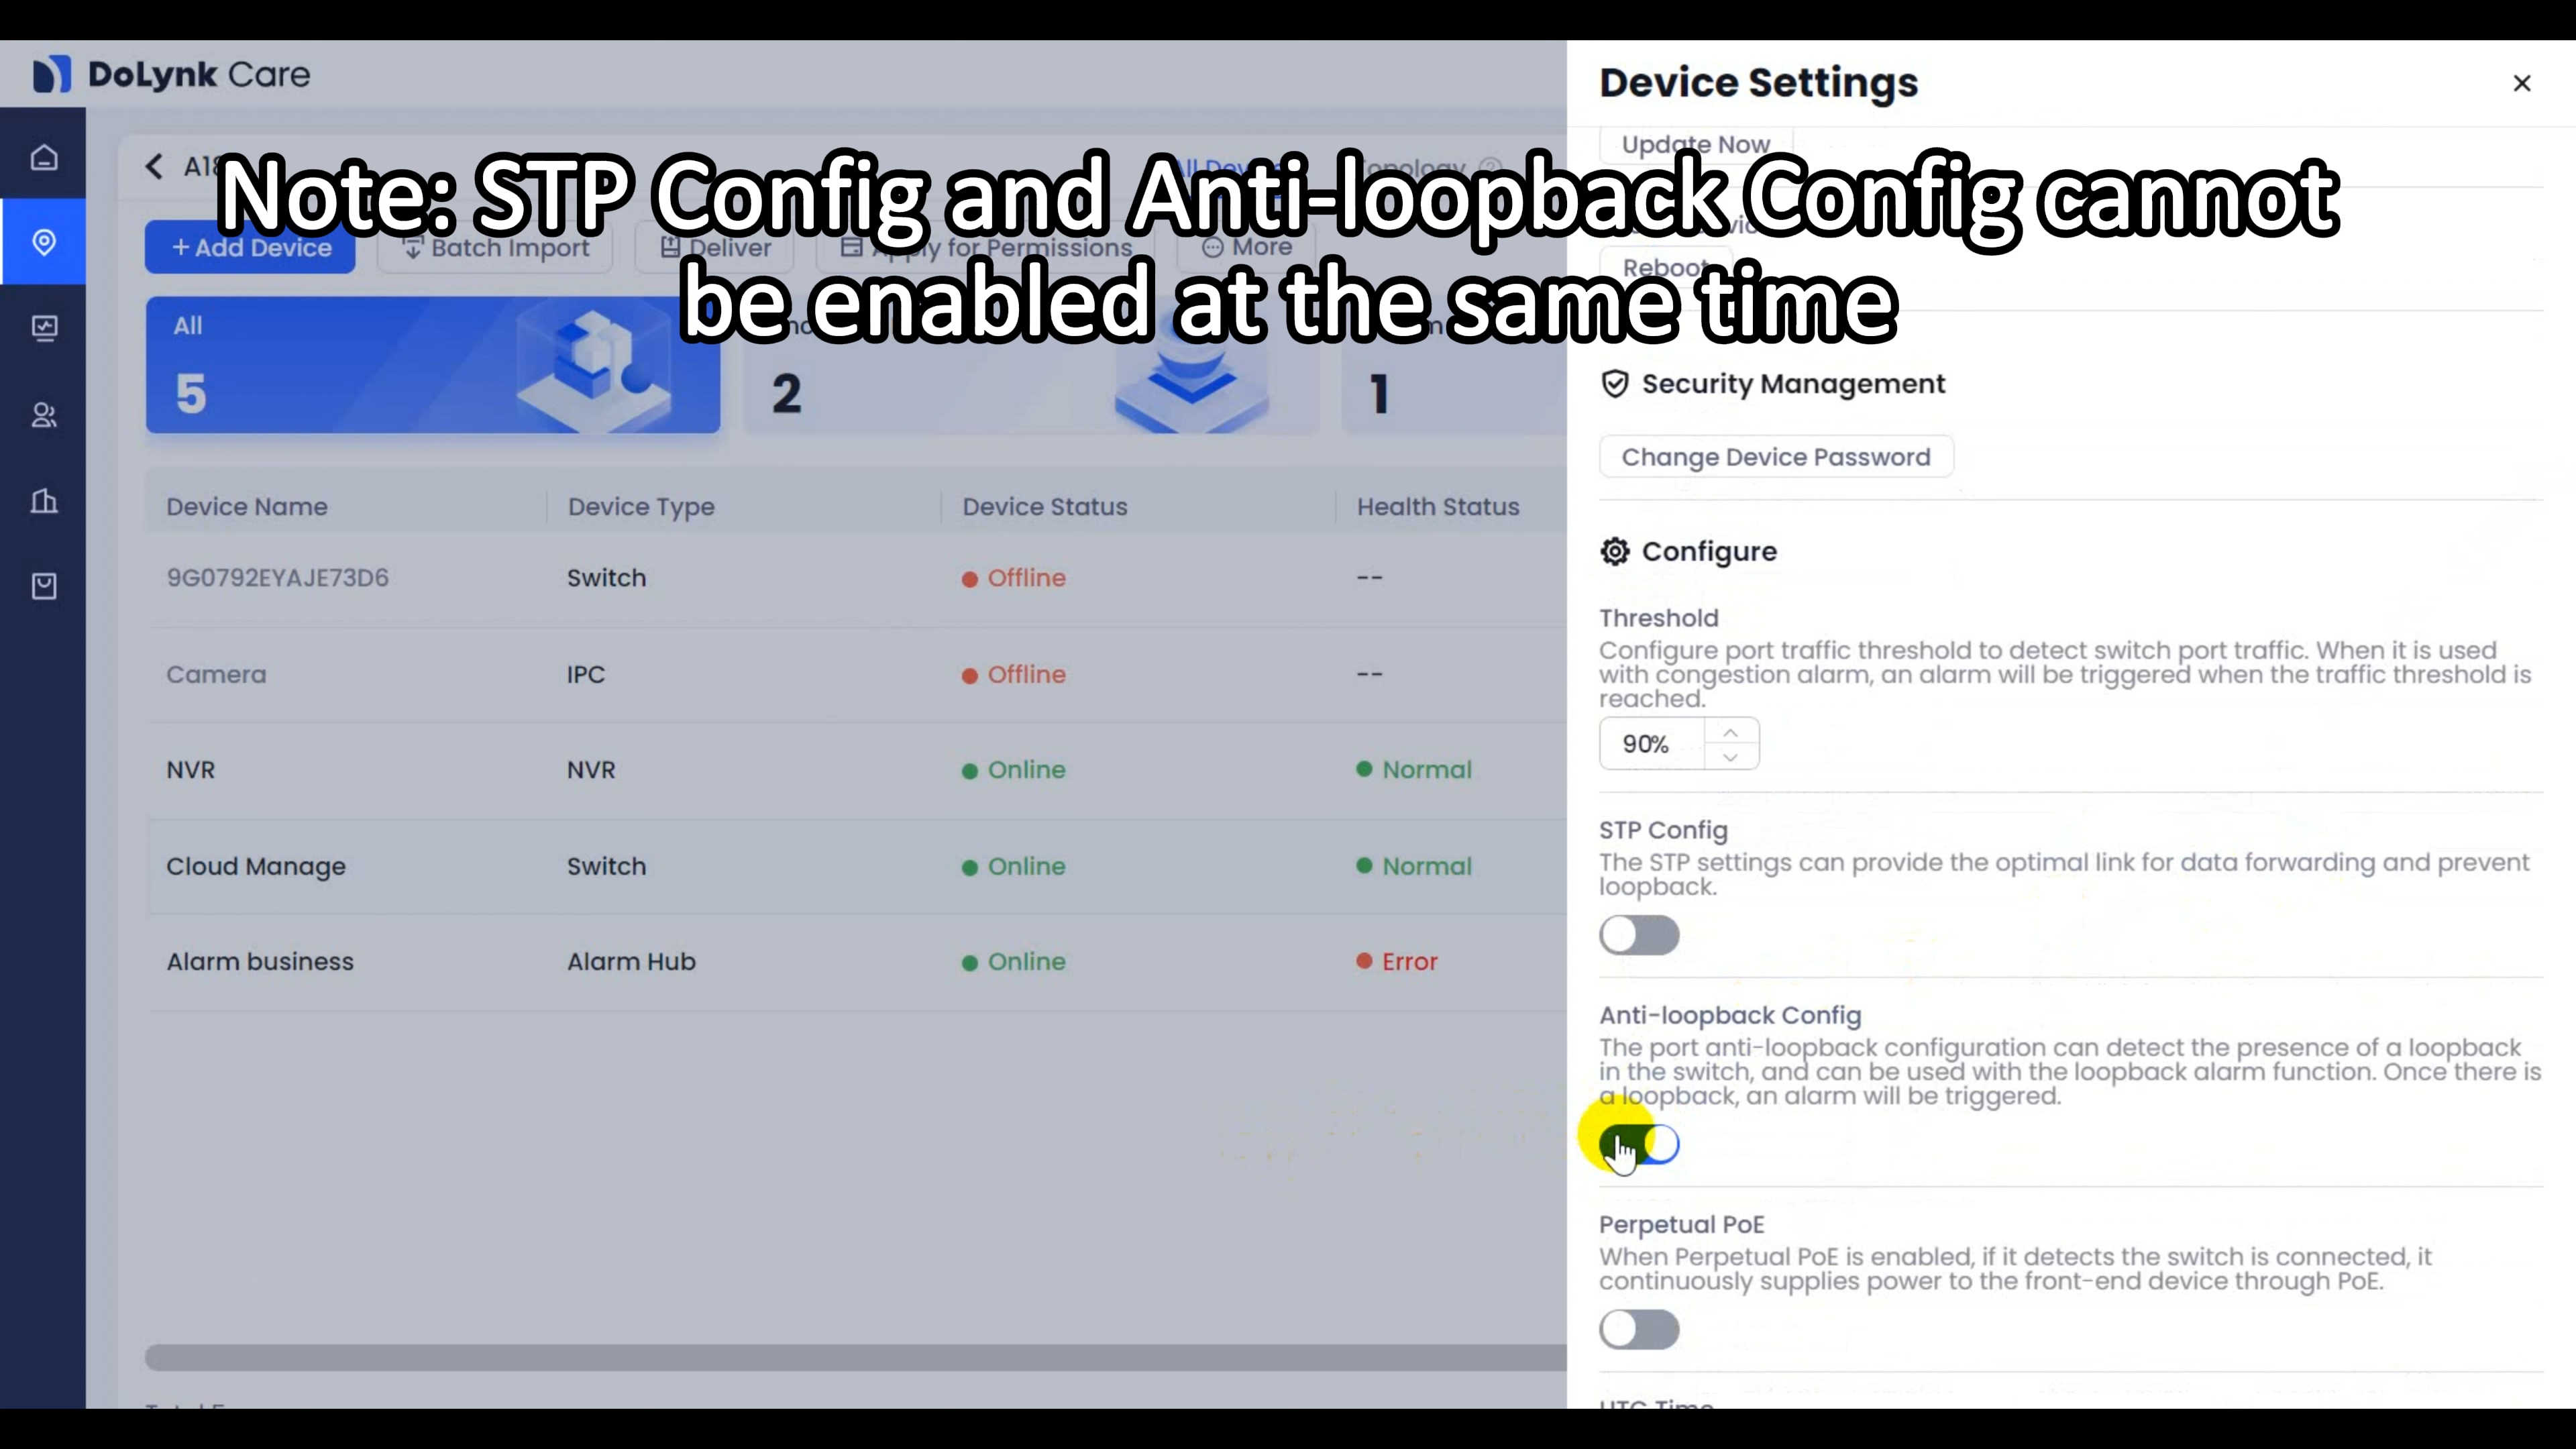 DoLynk Care
Device Settings
Update Now
Note: STP Config and Anti-loopback Config cannot
be enabled at the same time
+ Add Device
Batch Import
Deliver
for Permissions
More
Reboot
All
5
2
1
Security Management
Change Device Password
Device Name
Device Type
Device Status
Health Status
9G0792EYAJE73D6
Switch
Offline
--
Camera
IPC
Offline
--
NVR
NVR
Online
Normal
Cloud Manage
Switch
Online
Normal
Alarm business
Alarm Hub
Online
Error
Configure
Threshold
Configure port traffic threshold to detect switch port traffic. When it is used
with congestion alarm, an alarm will be triggered when the traffic threshold is
reached.
90%
STP Config
The STP settings can provide the optimal link for data forwarding and prevent
loopback.
Anti-loopback Config
The port anti-loopback configuration can detect the presence of a loopback
in the switch, and can be used with the loopback alarm function. Once there is
a loopback, an alarm will be triggered.
Perpetual PoE
When Perpetual PoE is enabled, if it detects the switch is connected, it
continuously supplies power to the front-end device through PoE.
UTC Time